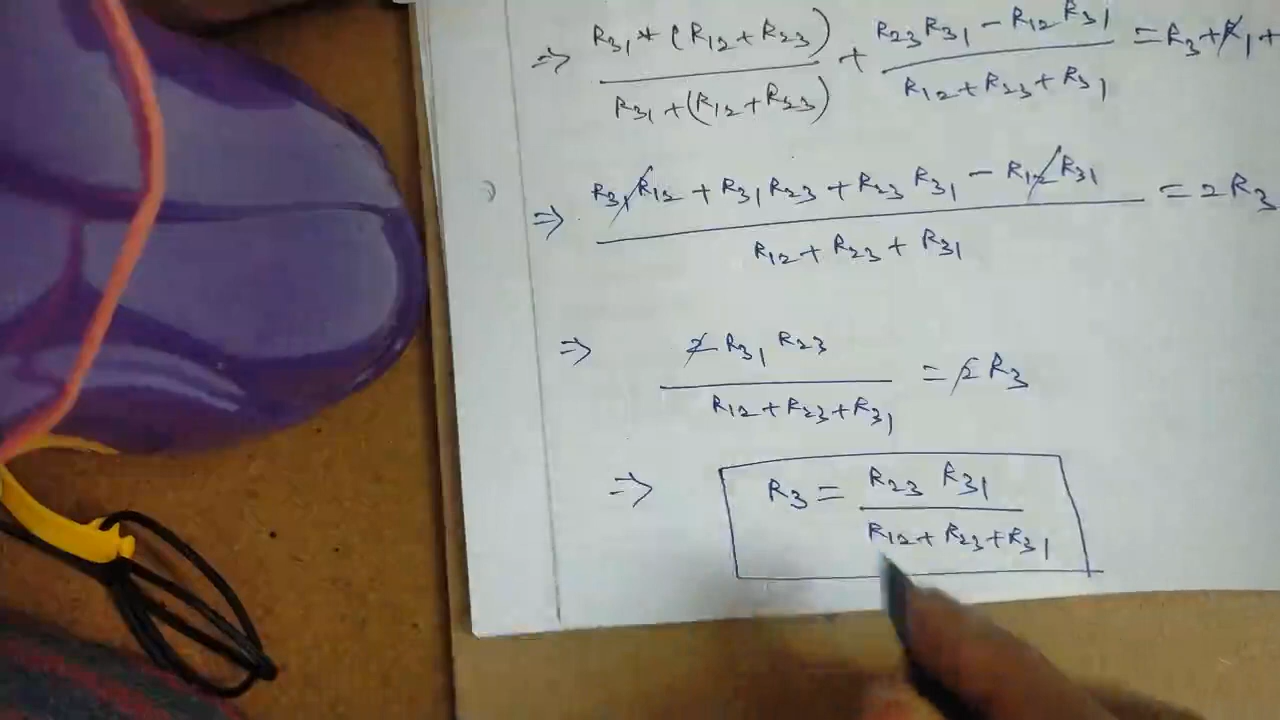 ⇒ R31 * (R12 + R23) / R31 + (R12 + R23) + R23 R31 − R12 R31 / R12 + R23 + R31 = R3 + R1 +
⇒ R31 R12 + R31 R23 + R23 R31 − R12 R31 / R12 + R23 + R31 = 2 R3
⇒ 2 R31 R23 / R12 + R23 + R31 = 2 R3
⇒ R3 = R23 R31 / R12 + R23 + R31